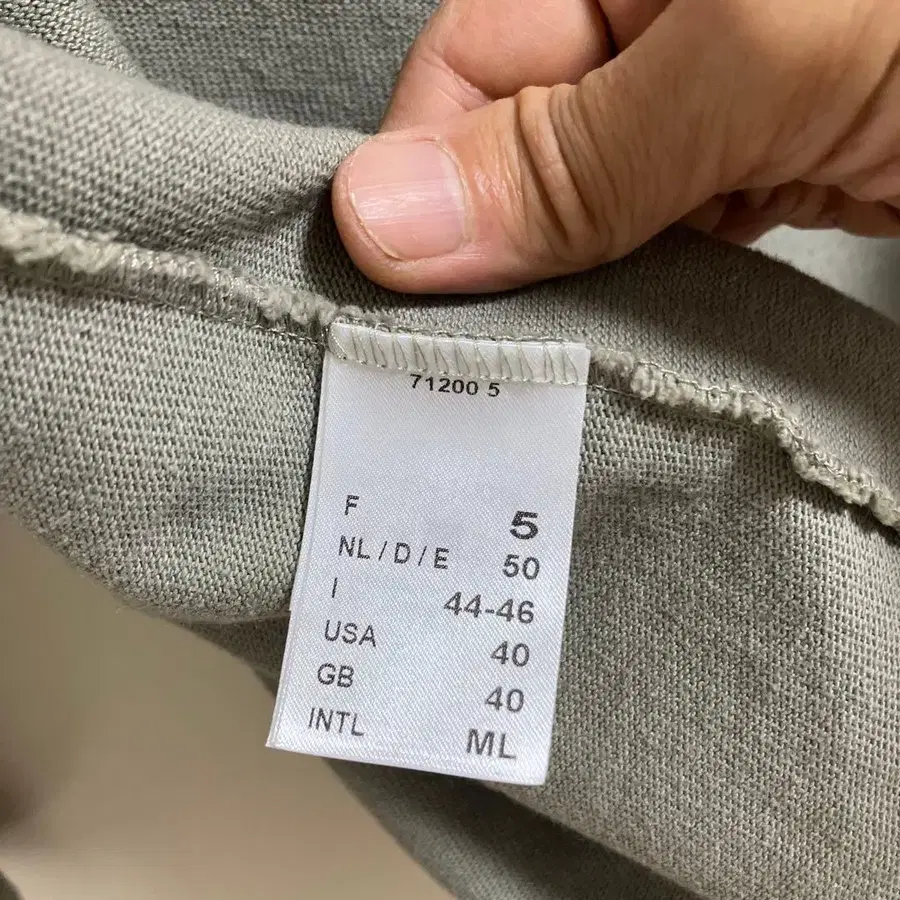 71200 5
F 5
NL / D / E 50
I 44-46
USA 40
GB 40
INTL ML